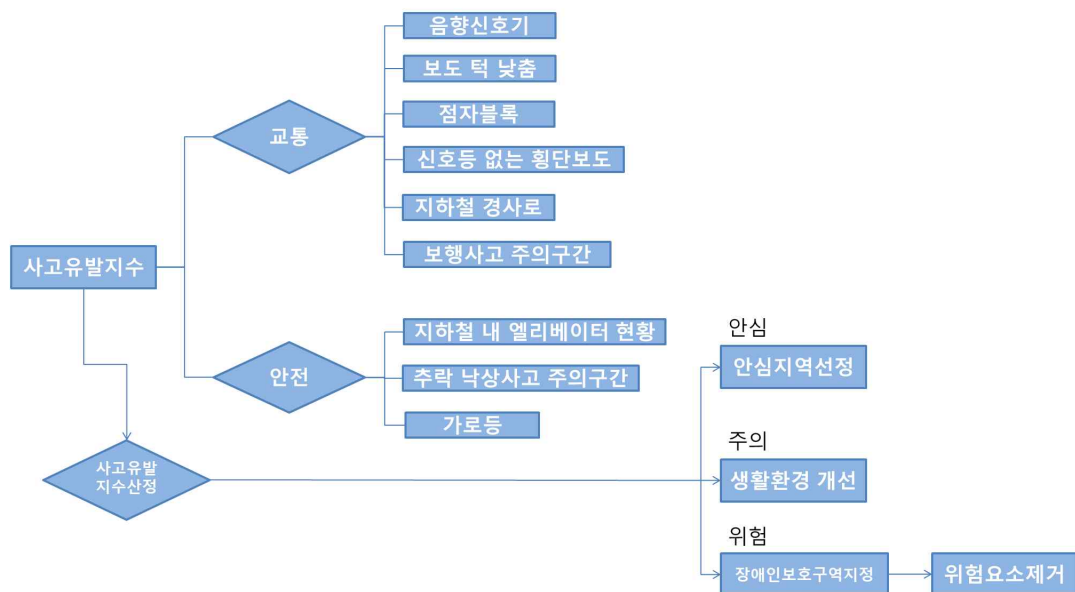 음향신호기
보도 턱 낮춤
점자블록
교통
신호등 없는 횡단보도
지하철 경사로
보행사고 주의구간
사고유발지수
지하철 내 엘리베이터 현황
안전
추락 낙상사고 주의구간
가로등
안심
안심지역선정
사고유발
지수산정
주의
생활환경 개선
위험
장애인보호구역지정
위험요소제거